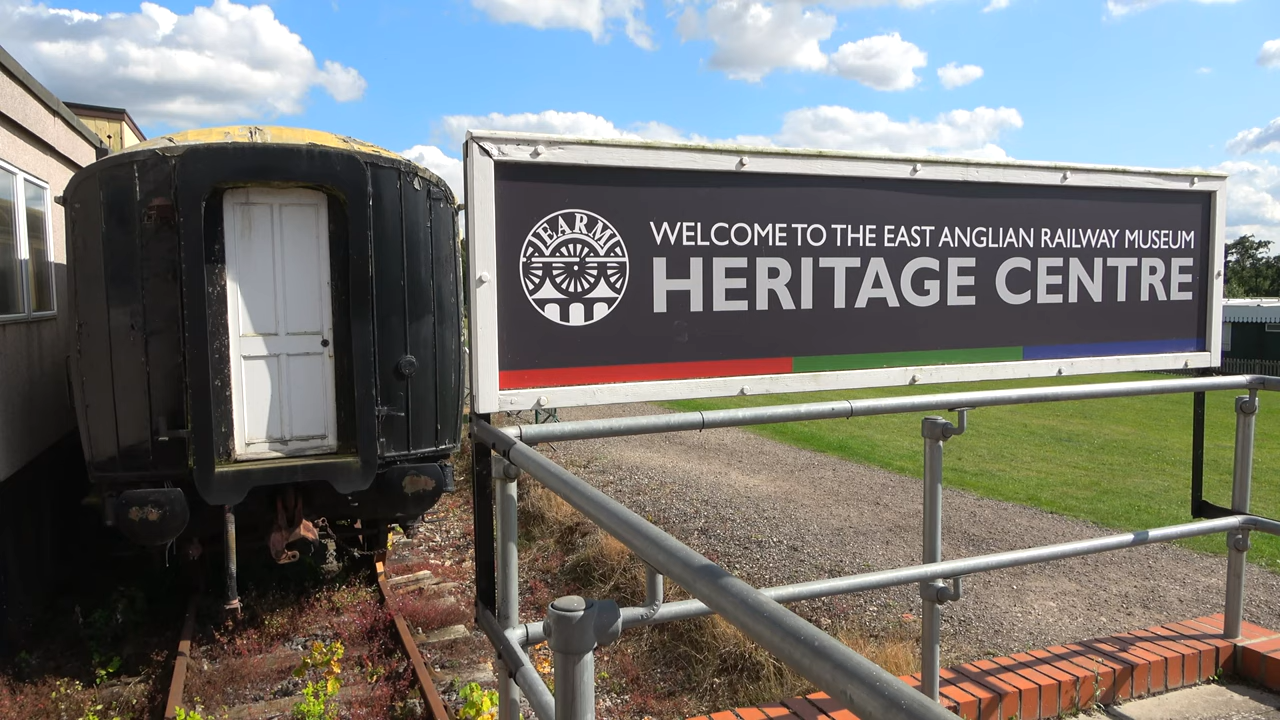 EARM
WELCOME TO THE EAST ANGLIAN RAILWAY MUSEUM
HERITAGE CENTRE